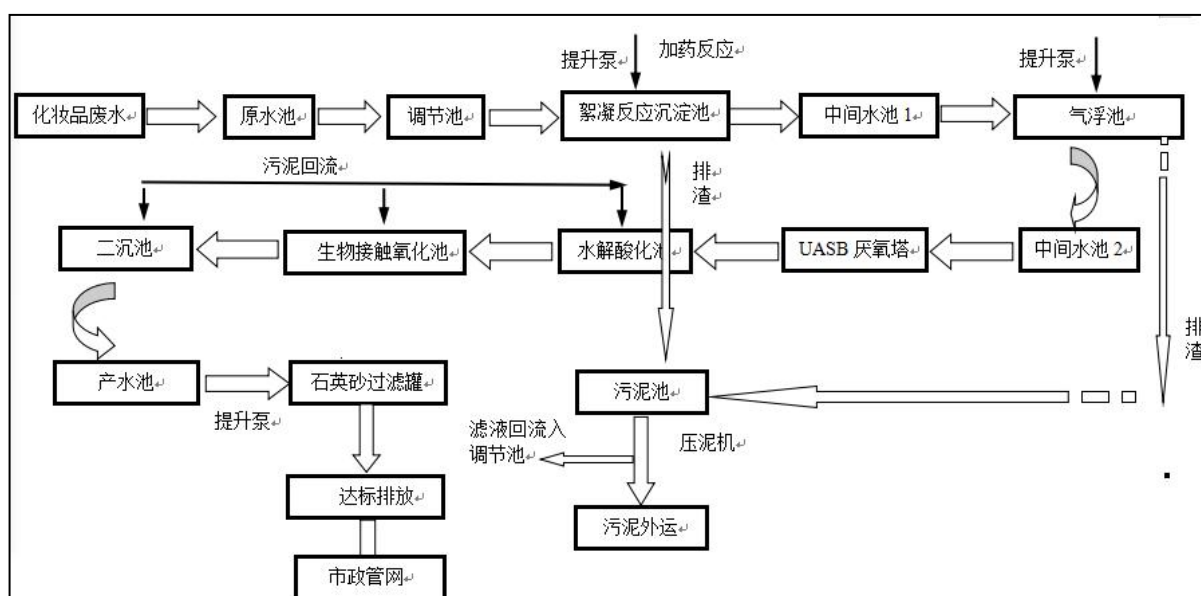 提升泵
加药反应
提升泵
化妆品废水
原水池
调节池
絮凝反应沉淀池
中间水池 1
气浮池
污泥回流
排
渣
二沉池
生物接触氧化池
水解酸化池
UASB 厌氧塔
中间水池 2
排
渣
产水池
石英砂过滤罐
污泥池
提升泵
滤液回流入
调节池
压泥机
达标排放
污泥外运
市政管网